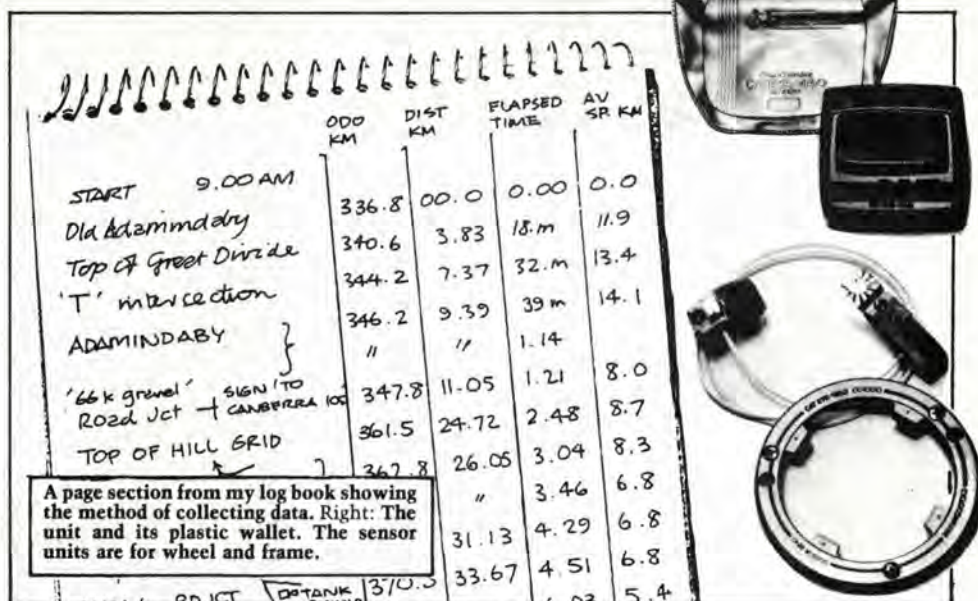 ODO DIST ELAPSED AV
KM KM TIME SP. KM
START 9.00 AM 336.8 00.0 0.00 0.0
Old Adamindaby 340.6 3.83 18.m 11.9
Top of Great Divide 344.2 7.37 32.m 13.4
'T' intersection 346.2 9.39 39m 14.1
ADAMINDABY } " " 1.14
'66k gravel' SIGN 'TO 347.8 11.05 1.21 8.0
Road Jct CANBERRA 361.5 24.72 2.48 8.7
TOP OF HILL GRID 362.8 26.05 3.04 8.3
" 3.46 6.8
31.13 4.29 6.8
RD JCT 33.67 4.51 6.8
5.4
A page section from my log book showing
the method of collecting data. Right: The
unit and its plastic wallet. The sensor
units are for wheel and frame.